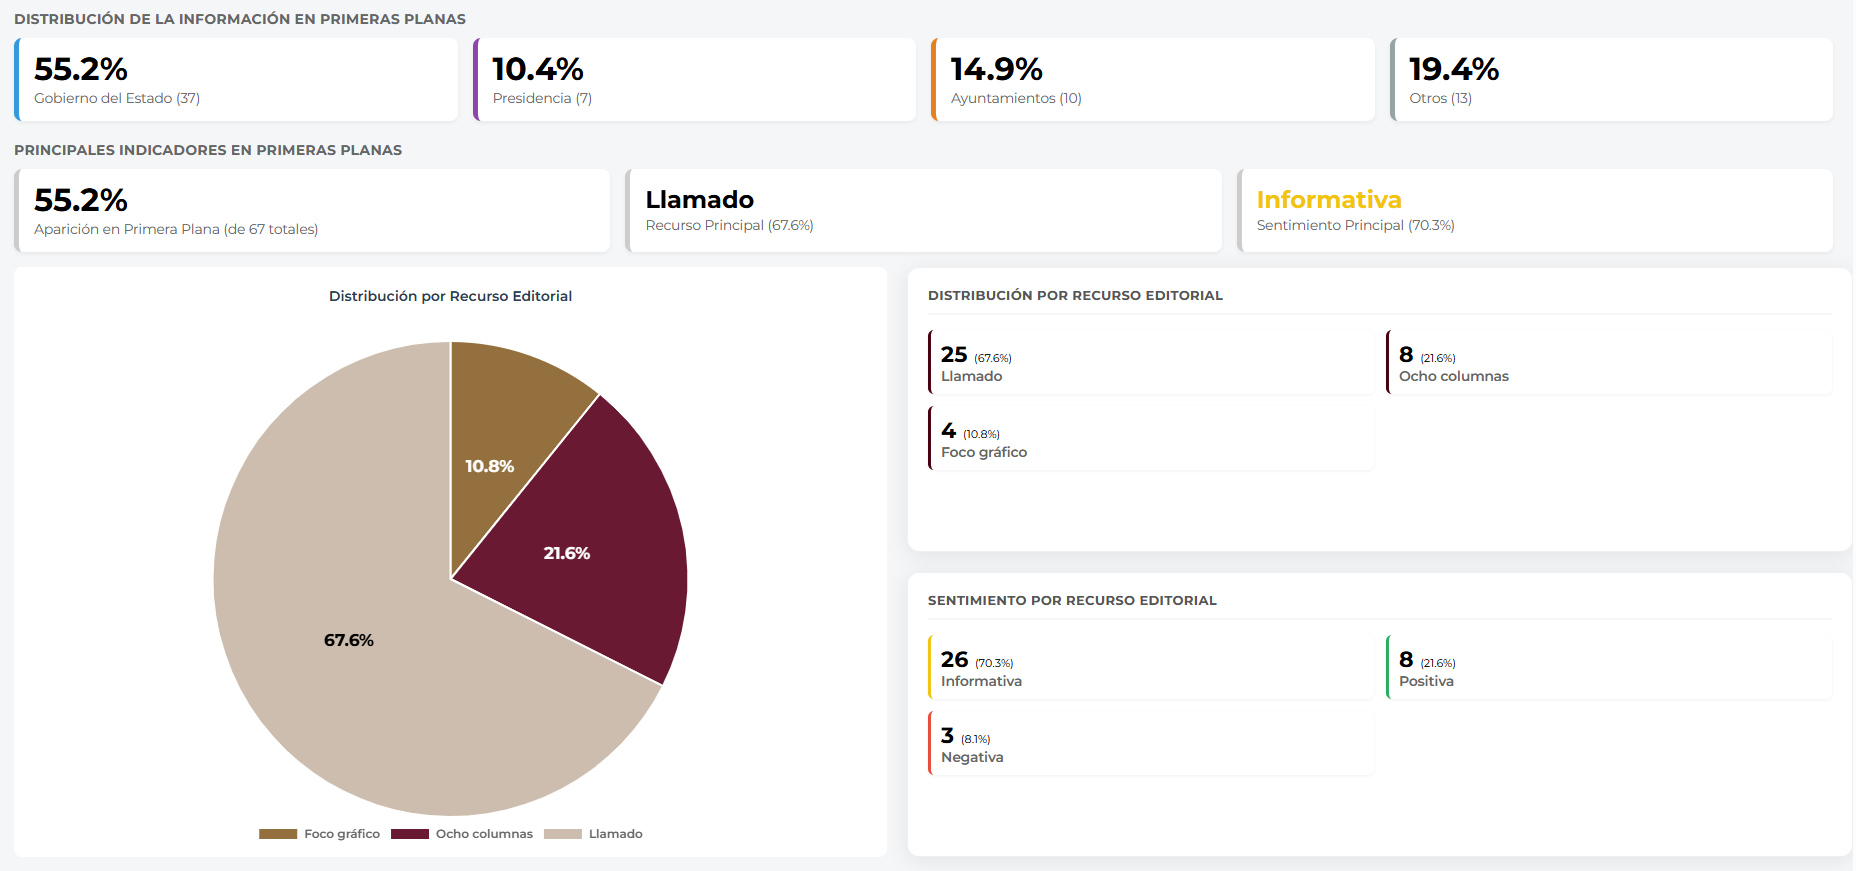 DISTRIBUCIÓN DE LA INFORMACIÓN EN PRIMERAS PLANAS
55.2%
Gobierno del Estado (37)
10.4%
Presidencia (7)
14.9%
Ayuntamientos (10)
19.4%
Otros (13)
PRINCIPALES INDICADORES EN PRIMERAS PLANAS
55.2%
Aparición en Primera Plana (de 67 totales)
Llamado
Recurso Principal (67.6%)
Informativa
Sentimiento Principal (70.3%)
Distribución por Recurso Editorial
10.8%
21.6%
67.6%
Foco gráfico Ocho columnas Llamado
DISTRIBUCIÓN POR RECURSO EDITORIAL
25 (67.6%)
Llamado
8 (21.6%)
Ocho columnas
4 (10.8%)
Foco gráfico
SENTIMIENTO POR RECURSO EDITORIAL
26 (70.3%)
Informativa
8 (21.6%)
Positiva
3 (8.1%)
Negativa